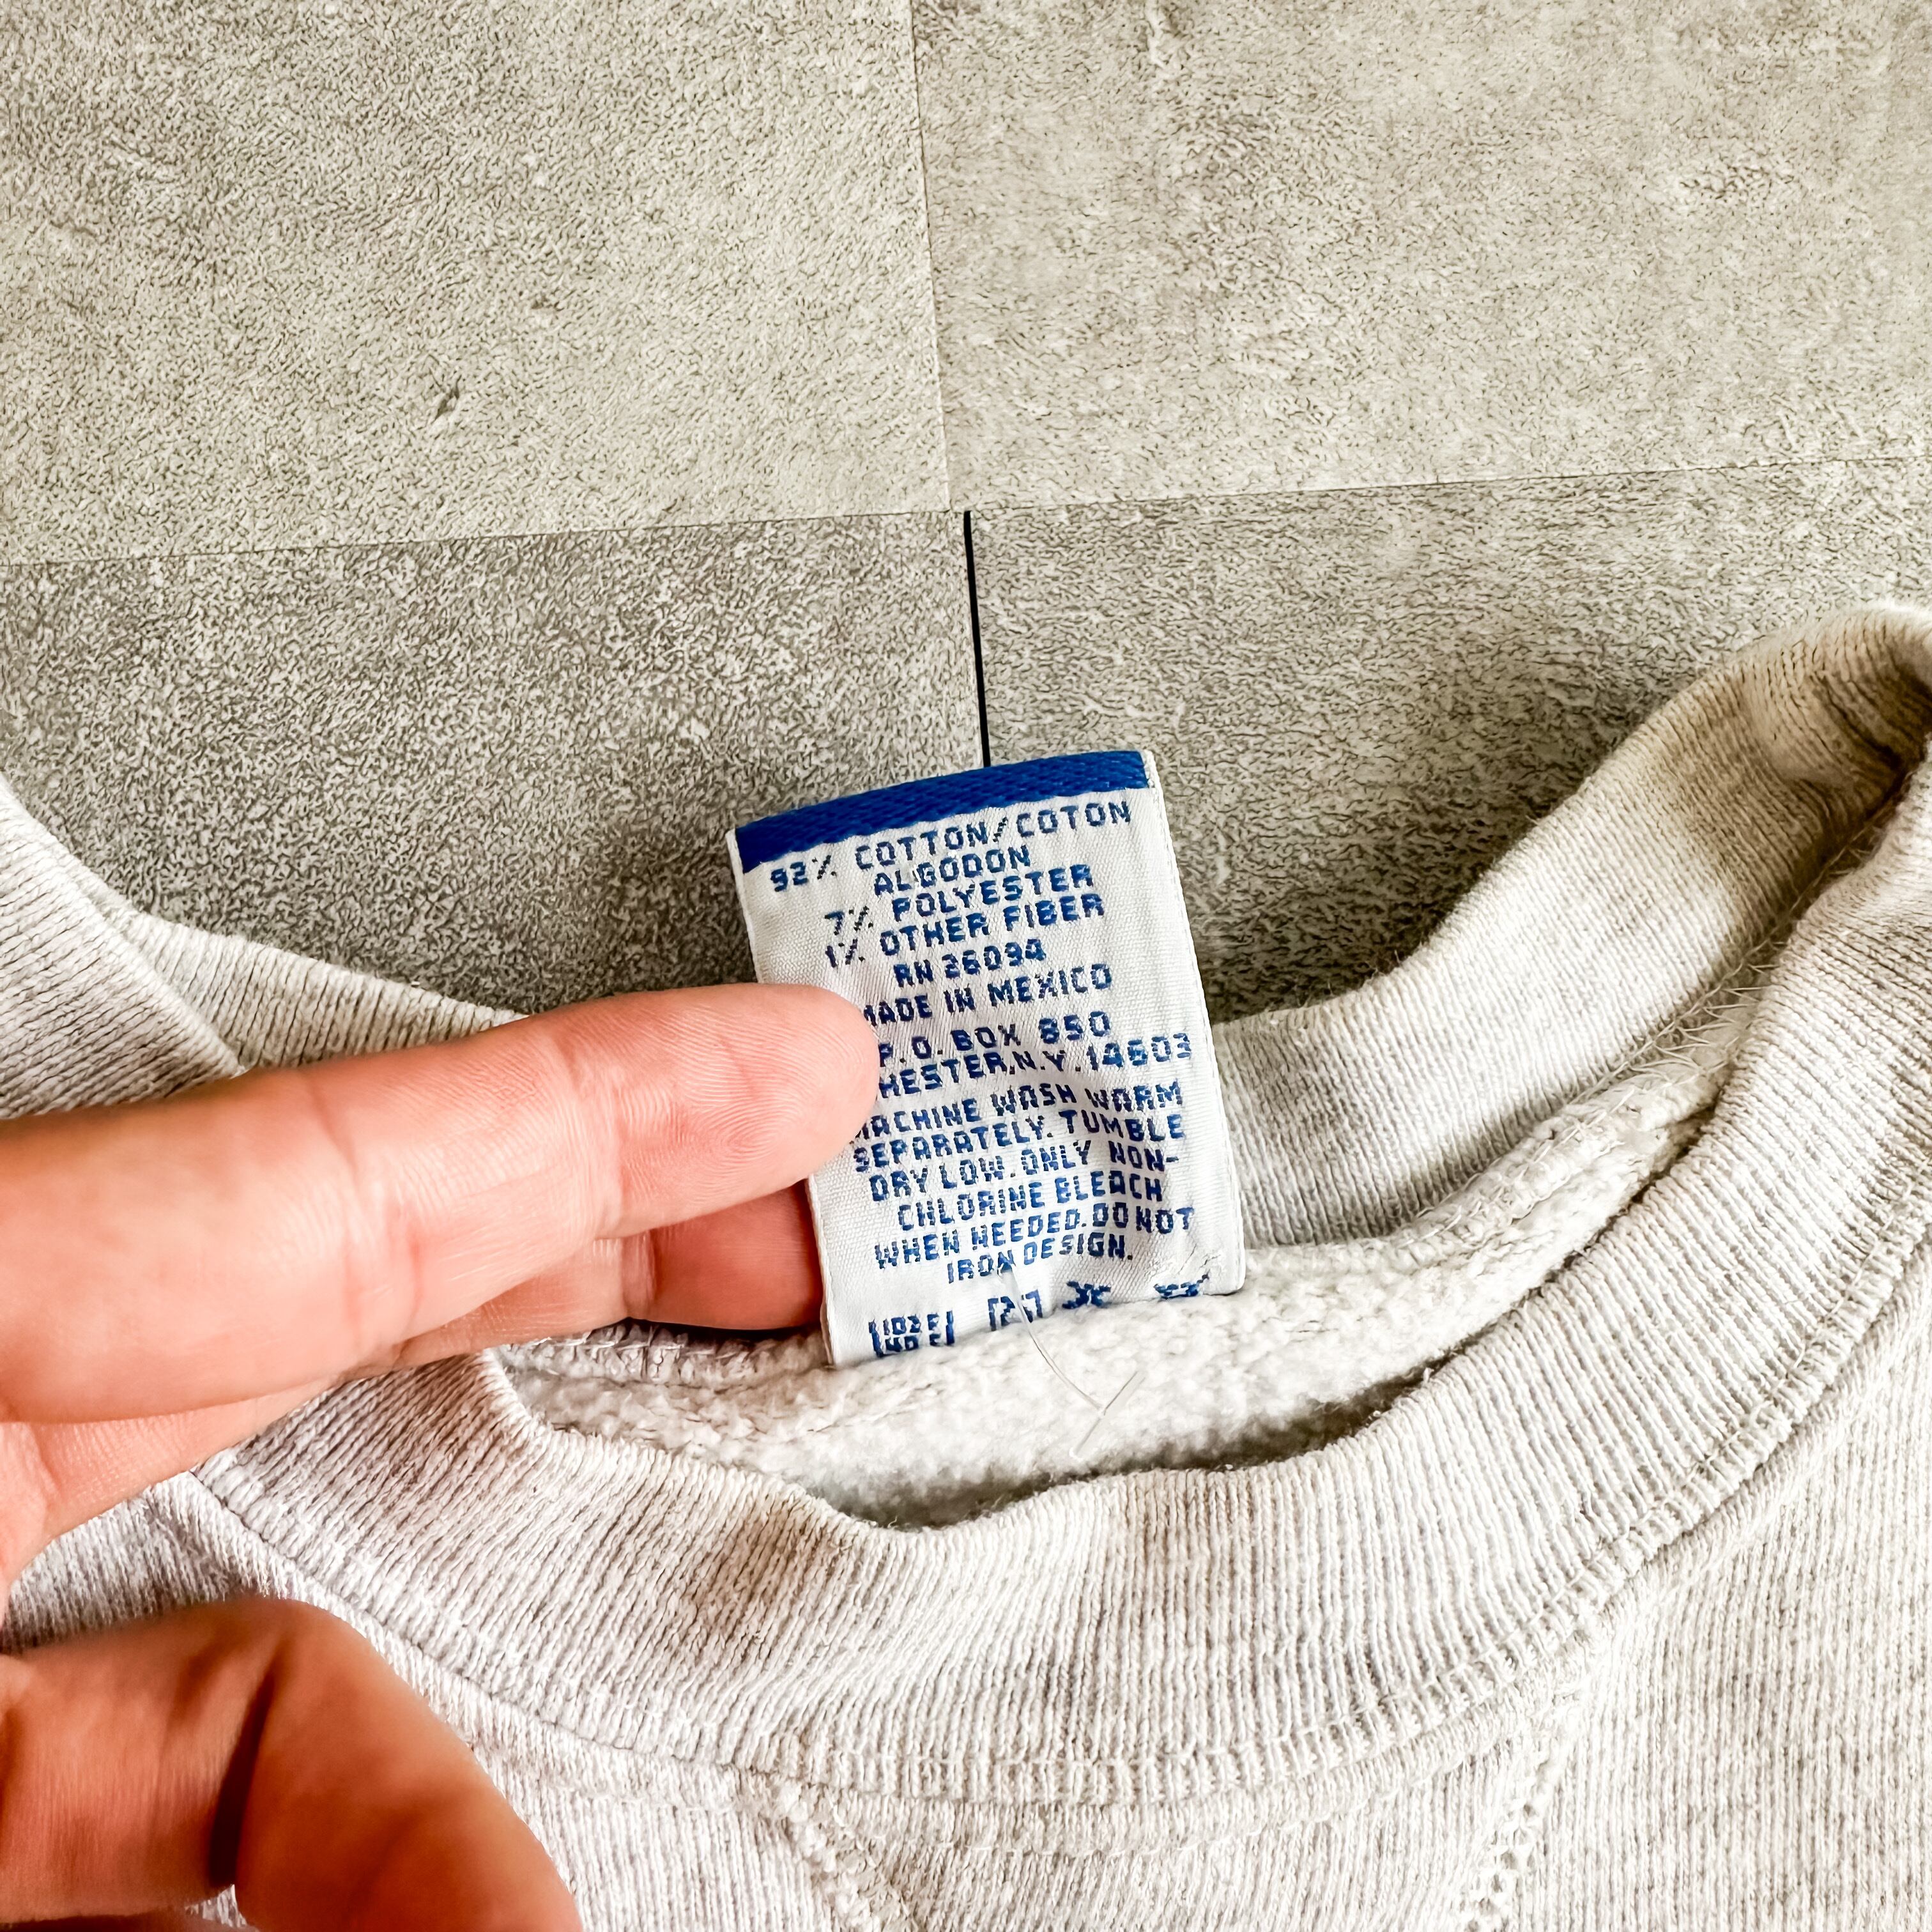 92% COTTON/COTON
ALGODON
7% POLYESTER
1% OTHER FIBER
RN 26094
MADE IN MEXICO
P.O. BOX 850
HESTER,N.Y.14603
MACHINE WASH WARM
SEPARATELY. TUMBLE
DRY LOW. ONLY NON-
CHLORINE BLEACH
WHEN NEEDED. DO NOT
IRON DESIGN.